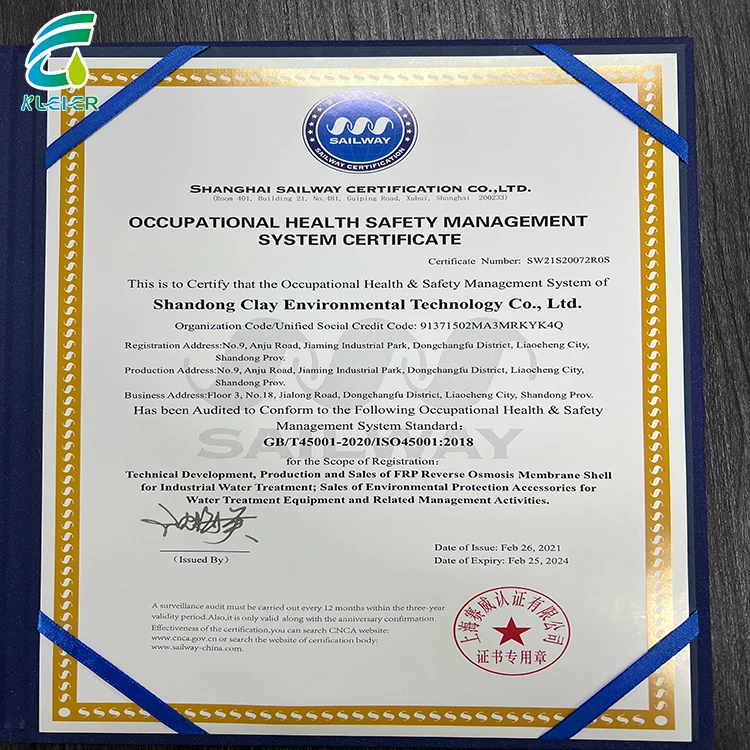 KLEIER
SAILWAY
SAILWAY CERTIFICATION
SHANGHAI SAILWAY CERTIFICATION CO.,LTD.
(Room 401, Building 21, No.481, Guiping Road, Xuhui, Shanghai 200233)
OCCUPATIONAL HEALTH SAFETY MANAGEMENT
SYSTEM CERTIFICATE
Certificate Number: SW21S20072R0S
This is to Certify that the Occupational Health & Safety Management System of
Shandong Clay Environmental Technology Co., Ltd.
Organization Code/Unified Social Credit Code: 91371502MA3MRKYK4Q
Registration Address:No.9, Anju Road, Jiaming Industrial Park, Dongchangfu District, Liaocheng City,
Shandong Prov.
Production Address:No.9, Anju Road, Jiaming Industrial Park, Dongchangfu District, Liaocheng City,
Shandong Prov.
Business Address:Floor 3, No.18, Jialong Road, Dongchangfu District, Liaocheng City, Shandong Prov.
Has been Audited to Conform to the Following Occupational Health & Safety
Management System Standard:
SAILWAY
GB/T45001-2020/ISO45001:2018
for the Scope of Registration:
Technical Development, Production and Sales of FRP Reverse Osmosis Membrane Shell
for Industrial Water Treatment; Sales of Environmental Protection Accessories for
Water Treatment Equipment and Related Management Activities.
(Issued By)
Date of Issue: Feb 26, 2021
Date of Expiry: Feb 25, 2024
A surveillance audit must be carried out every 12 months within the three-year
validity period.Also,it is only valid along with the anniversary confirmation.
Effectiveness of the certificate,you can search CNCA website:
www.cnca.gov.cn or search the website of certification body:
www.sailway-china.com.
上海赛威认证有限公司
证书专用章